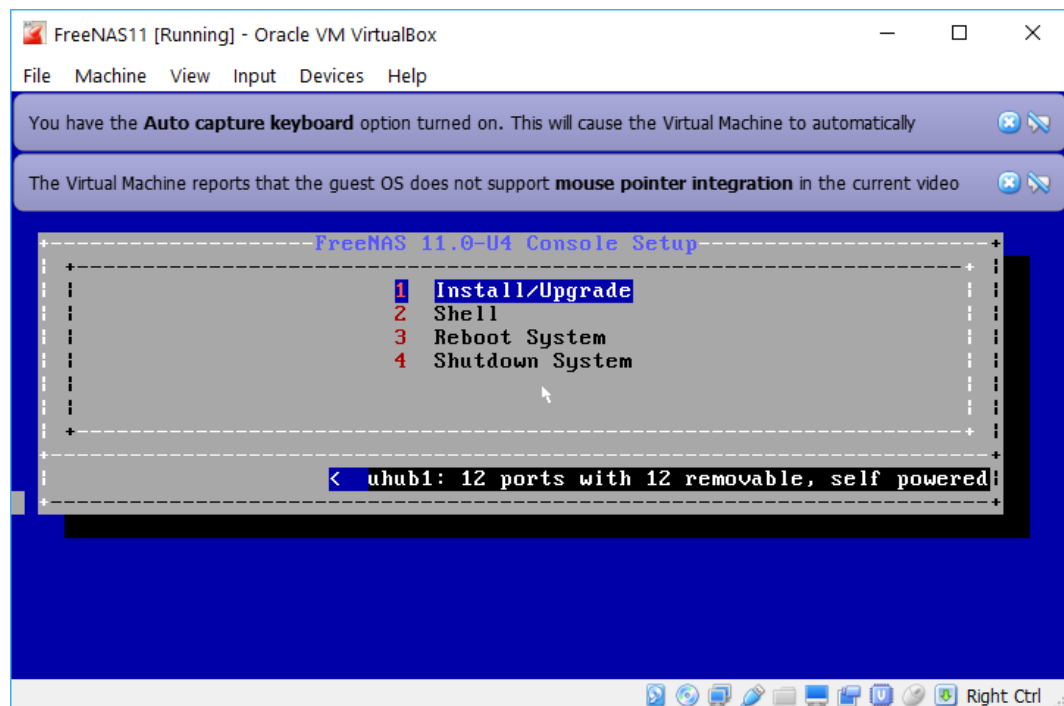 FreeNAS11 [Running] - Oracle VM VirtualBox
File Machine View Input Devices Help
You have the Auto capture keyboard option turned on. This will cause the Virtual Machine to automatically
The Virtual Machine reports that the guest OS does not support mouse pointer integration in the current video
FreeNAS 11.0-U4 Console Setup
1 Install/Upgrade
2 Shell
3 Reboot System
4 Shutdown System
< uhub1: 12 ports with 12 removable, self powered
Right Ctrl